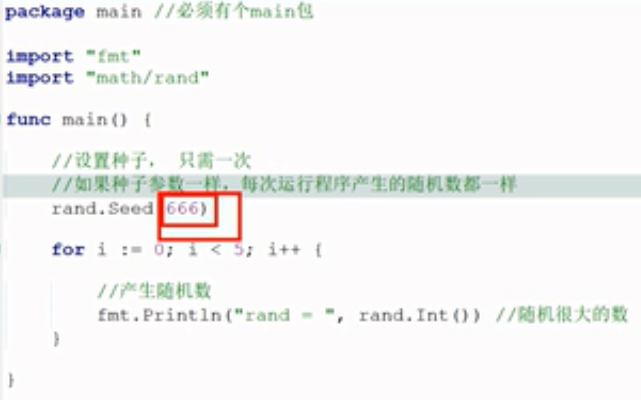 package main //必须有个main包
import "fmt"
import "math/rand"
func main() {
//设置种子， 只需一次
//如果种子参数一样，每次运行程序产生的随机数都一样
rand.Seed(666)
for i := 0; i < 5; i++ {
//产生随机数
fmt.Println("rand = ", rand.Int()) //随机很大的数
}
}